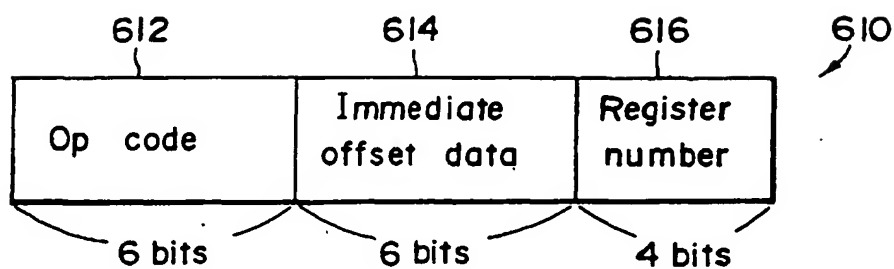 612 614 616 610
Op code
Immediate offset data
Register number
6 bits 6 bits 4 bits